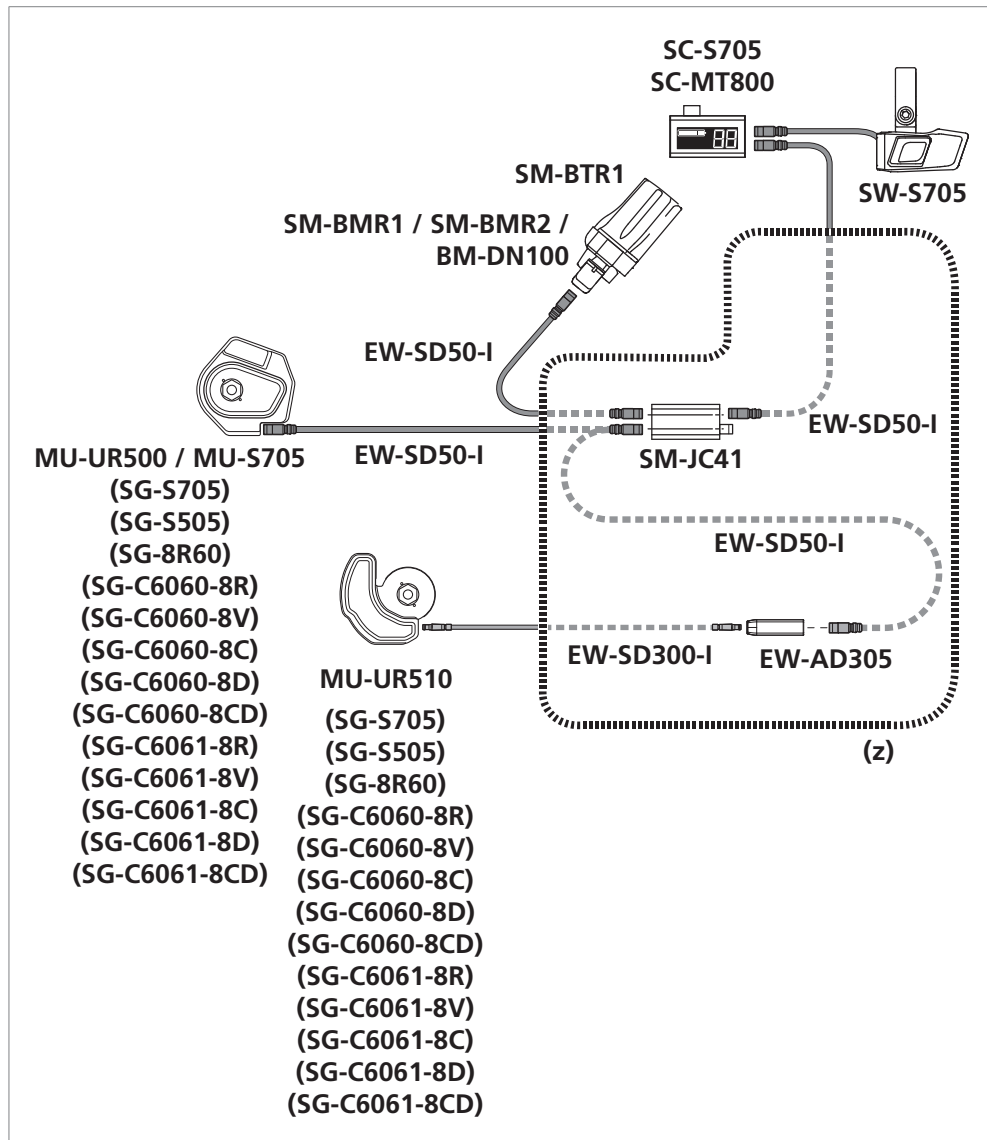 SC-S705
SC-MT800
SW-S705
SM-BTR1
SM-BMR1 / SM-BMR2 /
BM-DN100
EW-SD50-I
EW-SD50-I
EW-SD50-I
SM-JC41
MU-UR500 / MU-S705
(SG-S705)
(SG-S505)
(SG-8R60)
(SG-C6060-8R)
(SG-C6060-8V)
(SG-C6060-8C)
(SG-C6060-8D)
(SG-C6060-8CD)
(SG-C6061-8R)
(SG-C6061-8V)
(SG-C6061-8C)
(SG-C6061-8D)
(SG-C6061-8CD)
EW-SD50-I
EW-SD300-I
EW-AD305
MU-UR510
(SG-S705)
(SG-S505)
(SG-8R60)
(SG-C6060-8R)
(SG-C6060-8V)
(SG-C6060-8C)
(SG-C6060-8D)
(SG-C6060-8CD)
(SG-C6061-8R)
(SG-C6061-8V)
(SG-C6061-8C)
(SG-C6061-8D)
(SG-C6061-8CD)
(z)